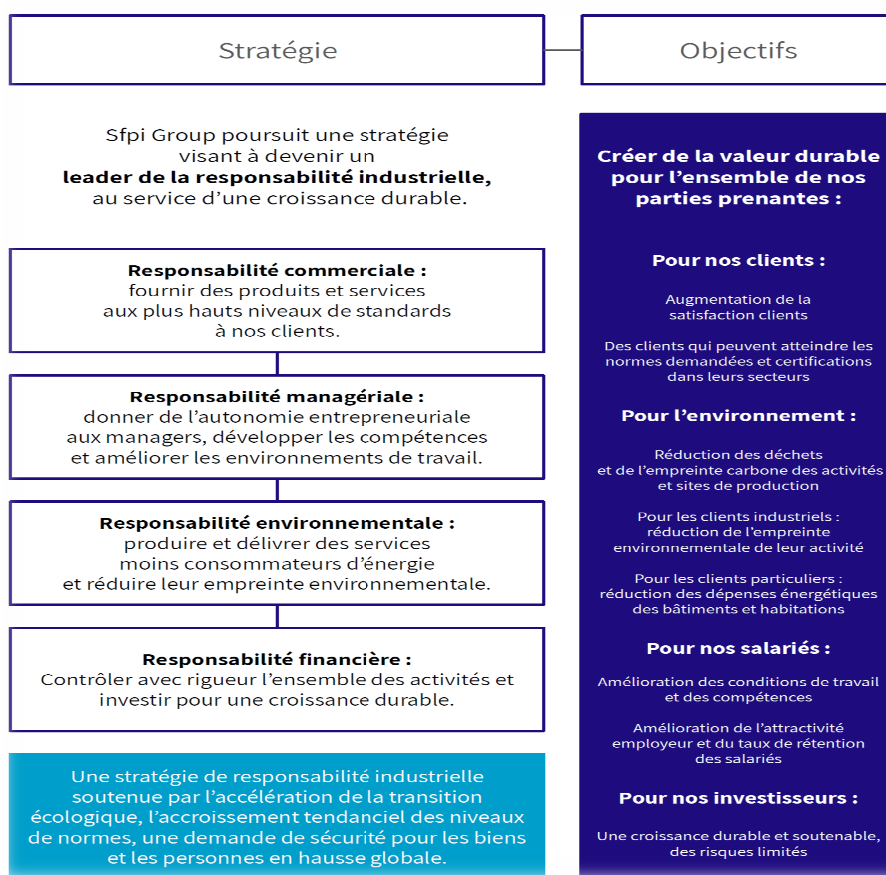 Stratégie
Sfpi Group poursuit une stratégie
visant à devenir un
leader de la responsabilité industrielle,
au service d'une croissance durable.
Responsabilité commerciale :
fournir des produits et services
aux plus hauts niveaux de standards
à nos clients.
Responsabilité managériale :
donner de l'autonomie entrepreneuriale
aux managers, développer les compétences
et améliorer les environnements de travail.
Responsabilité environnementale :
produire et délivrer des services
moins consommateurs d'énergie
et réduire leur empreinte environnementale.
Responsabilité financière :
Contrôler avec rigueur l'ensemble des activités et
investir pour une croissance durable.
Une stratégie de responsabilité industrielle
soutenue par l'accélération de la transition
écologique, l'accroissement tendanciel des niveaux
de normes, une demande de sécurité pour les biens
et les personnes en hausse globale.
Objectifs
Créer de la valeur durable
pour l'ensemble de nos
parties prenantes :
Pour nos clients :
Augmentation de la
satisfaction clients
Des clients qui peuvent atteindre les
normes demandées et certifications
dans leurs secteurs
Pour l'environnement :
Réduction des déchets
et de l'empreinte carbone des activités
et sites de production
Pour les clients industriels :
réduction de l'empreinte
environnementale de leur activité
Pour les clients particuliers :
réduction des dépenses énergétiques
des bâtiments et habitations
Pour nos salariés :
Amélioration des conditions de travail
et des compétences
Amélioration de l'attractivité
employeur et du taux de rétention
des salariés
Pour nos investisseurs :
Une croissance durable et soutenable,
des risques limités